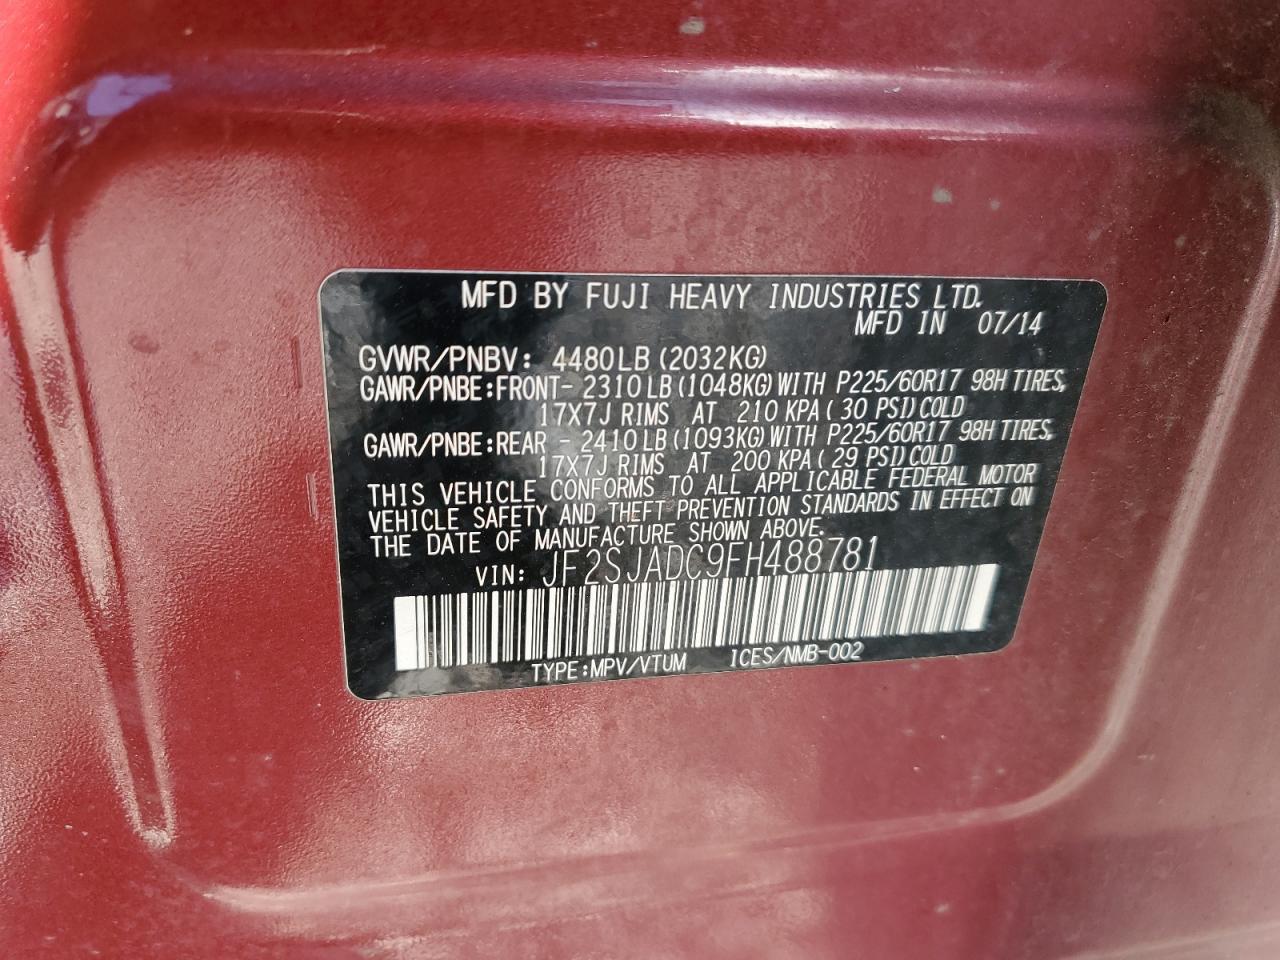 MFD BY FUJI HEAVY INDUSTRIES LTD.
MFD IN 07/14
GVWR/PNBV: 4480LB (2032KG)
GAWR/PNBE:FRONT- 2310LB(1048KG)WITH P225/60R17 98H TIRES,
17X7J RIMS AT 210 KPA( 30 PSI)COLD
GAWR/PNBE:REAR - 2410LB(1093KG)WITH P225/60R17 98H TIRES,
17X7J RIMS AT 200 KPA( 29 PSI)COLD
THIS VEHICLE CONFORMS TO ALL APPLICABLE FEDERAL MOTOR
VEHICLE SAFETY AND THEFT PREVENTION STANDARDS IN EFFECT ON
THE DATE OF MANUFACTURE SHOWN ABOVE.
VIN: JF2SJADC9FH488781
TYPE:MPV/VTUM ICES/NMB-002